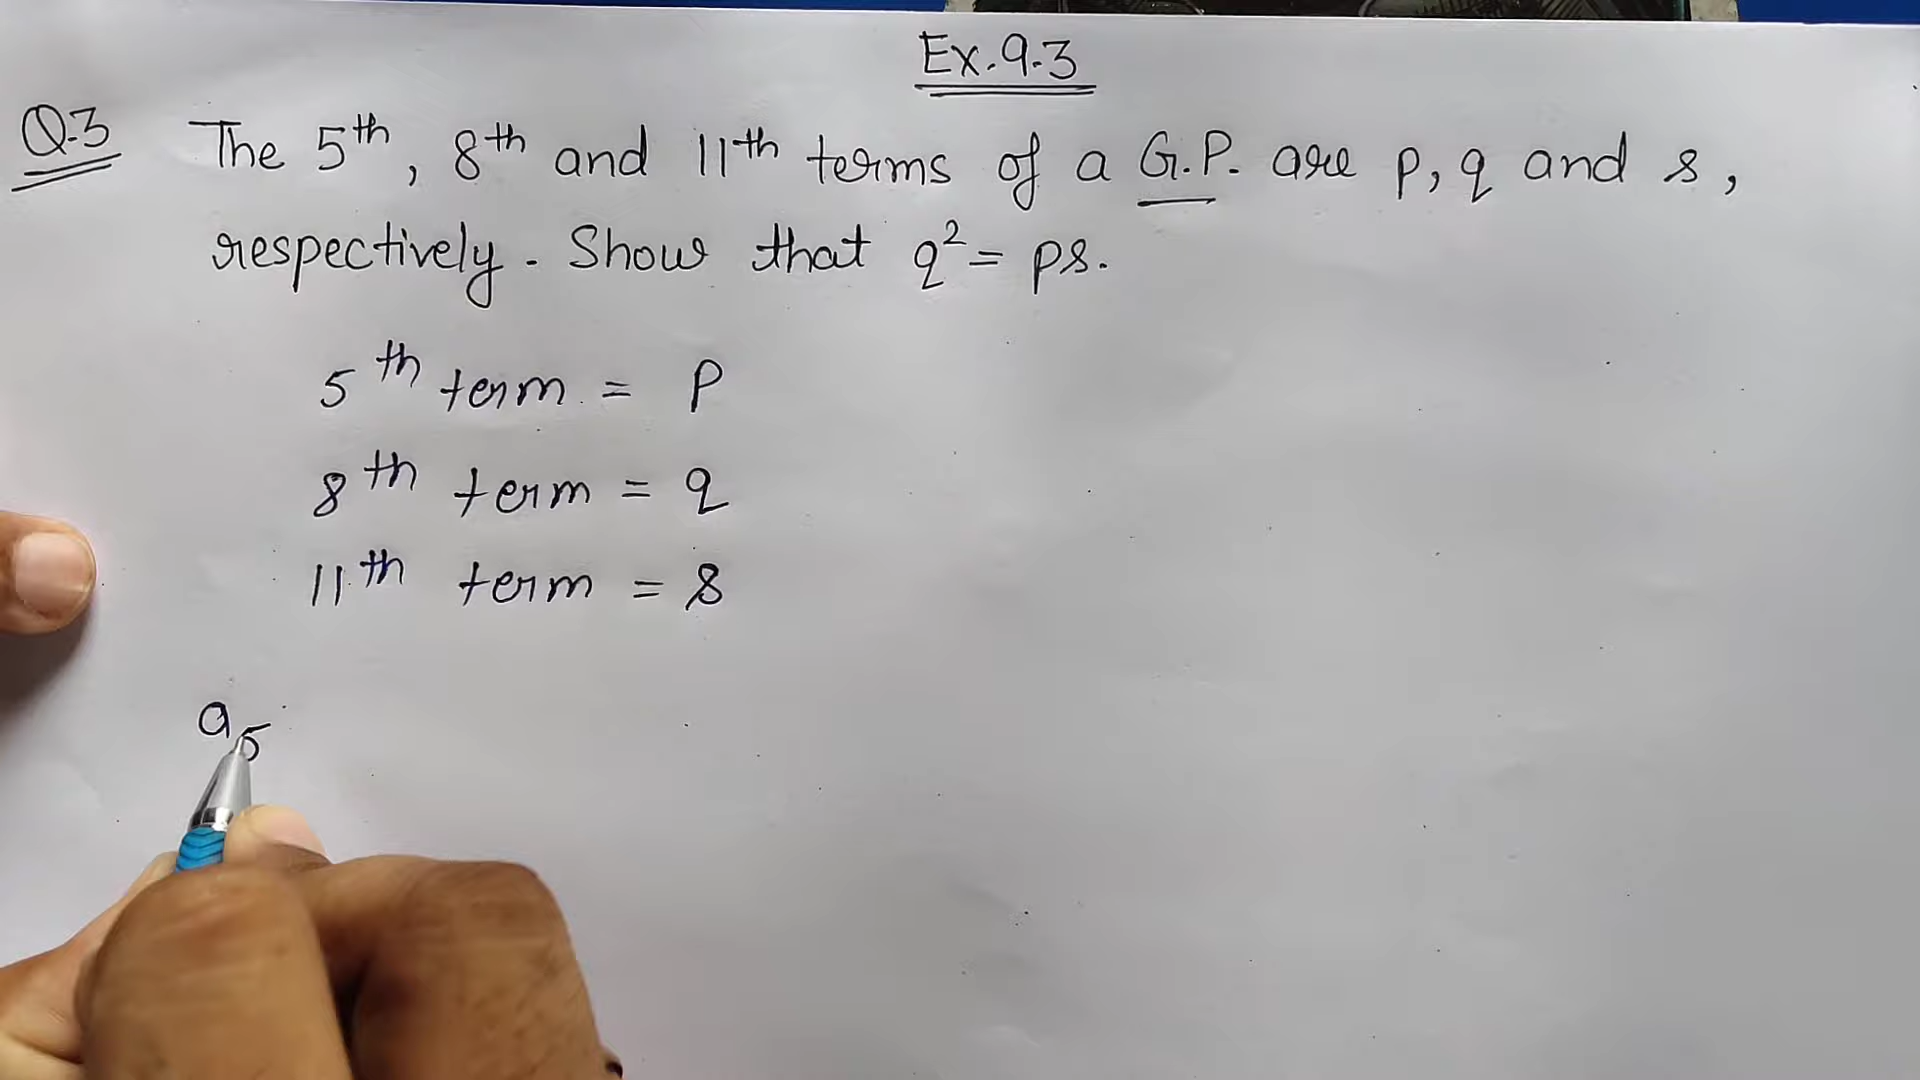 Ex.9.3
Q.3 The 5th, 8th and 11th terms of a G.P. are p, q and s,
respectively. Show that q² = ps.
5th term = p
8th term = q
11th term = s
a₅